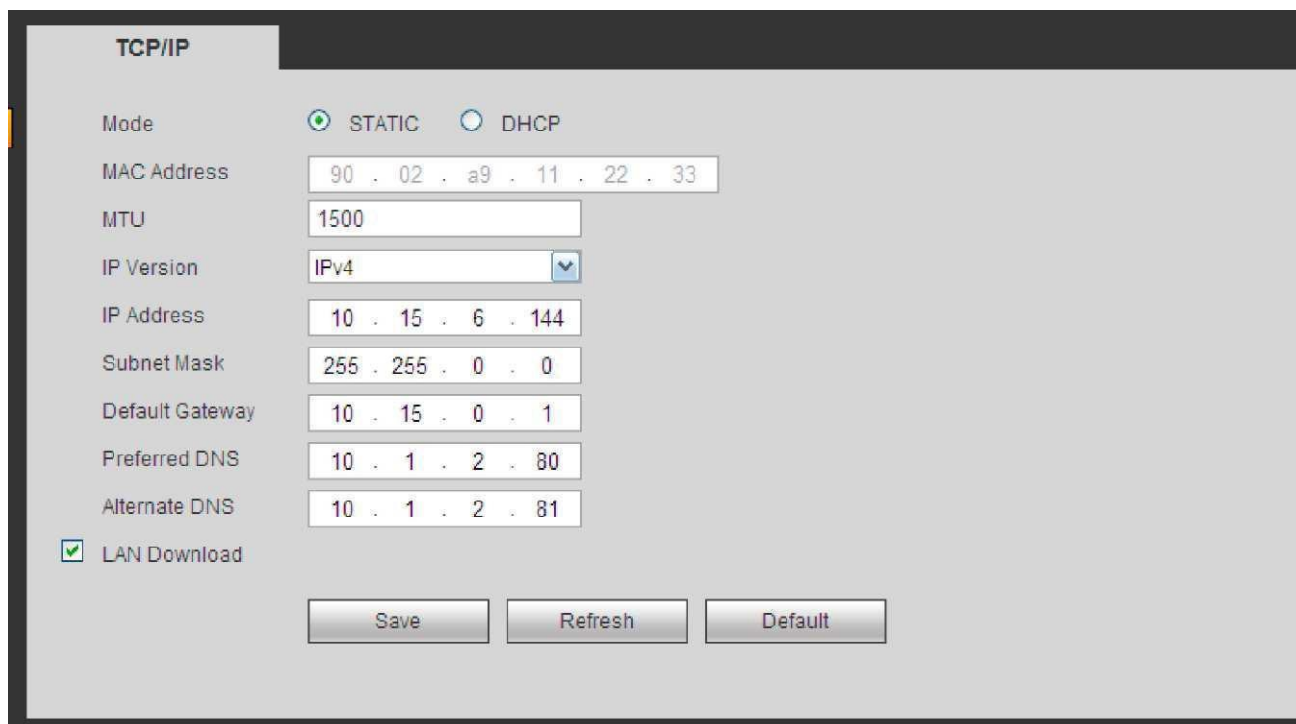 TCP/IP
Mode STATIC DHCP
MAC Address 90 . 02 . a9 . 11 . 22 . 33
MTU 1500
IP Version IPv4
IP Address 10 . 15 . 6 . 144
Subnet Mask 255 . 255 . 0 . 0
Default Gateway 10 . 15 . 0 . 1
Preferred DNS 10 . 1 . 2 . 80
Alternate DNS 10 . 1 . 2 . 81
LAN Download
Save Refresh Default